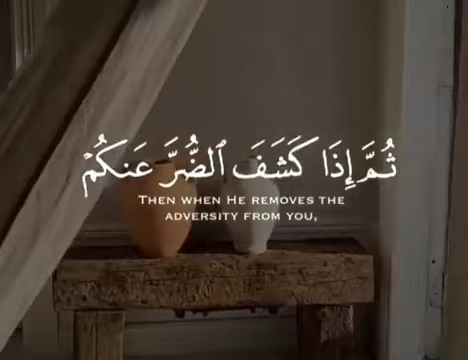 ثُمَّ إِذَا كَشَفَ ٱلضُّرَّ عَنكُمْ
Then when He removes the
adversity from you,